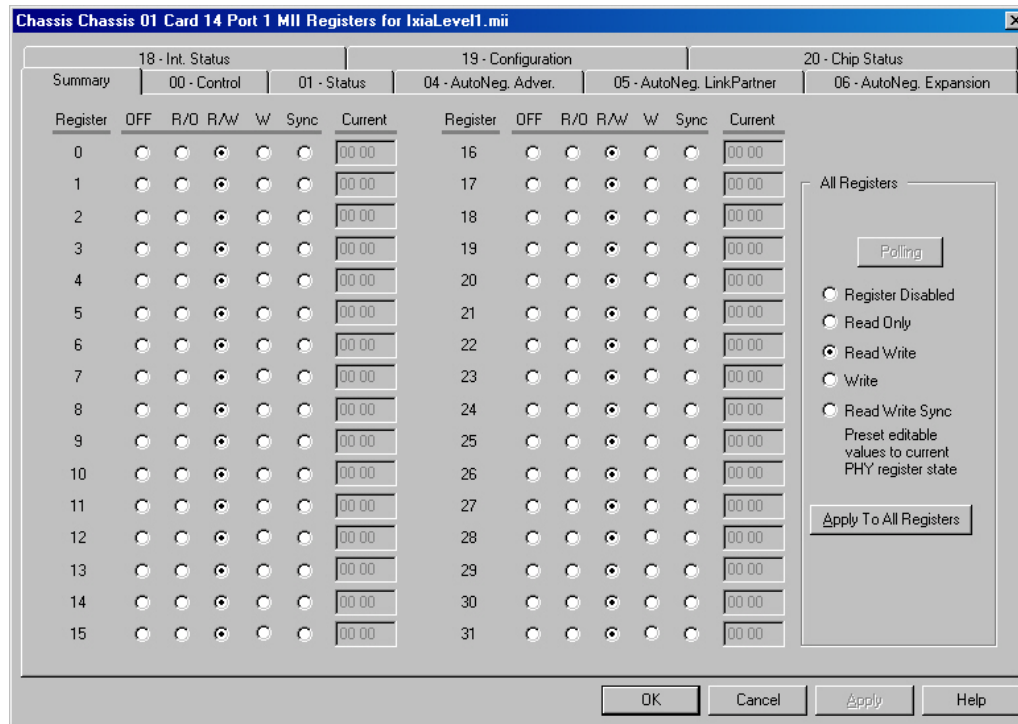 Chassis Chassis 01 Card 14 Port 1 MII Registers for IxiaLevel1.mii
18 - Int. Status 19 - Configuration 20 - Chip Status
Summary 00 - Control 01 - Status 04 - AutoNeg. Adver. 05 - AutoNeg. LinkPartner 06 - AutoNeg. Expansion
Register OFF R/O R/W W Sync Current Register OFF R/O R/W W Sync Current
0 00 00 16 00 00
1 00 00 17 00 00
2 00 00 18 00 00
3 00 00 19 00 00
4 00 00 20 00 00
5 00 00 21 00 00
6 00 00 22 00 00
7 00 00 23 00 00
8 00 00 24 00 00
9 00 00 25 00 00
10 00 00 26 00 00
11 00 00 27 00 00
12 00 00 28 00 00
13 00 00 29 00 00
14 00 00 30 00 00
15 00 00 31 00 00
All Registers
Polling
Register Disabled
Read Only
Read Write
Write
Read Write Sync
Preset editable
values to current
PHY register state
Apply To All Registers
OK Cancel Apply Help